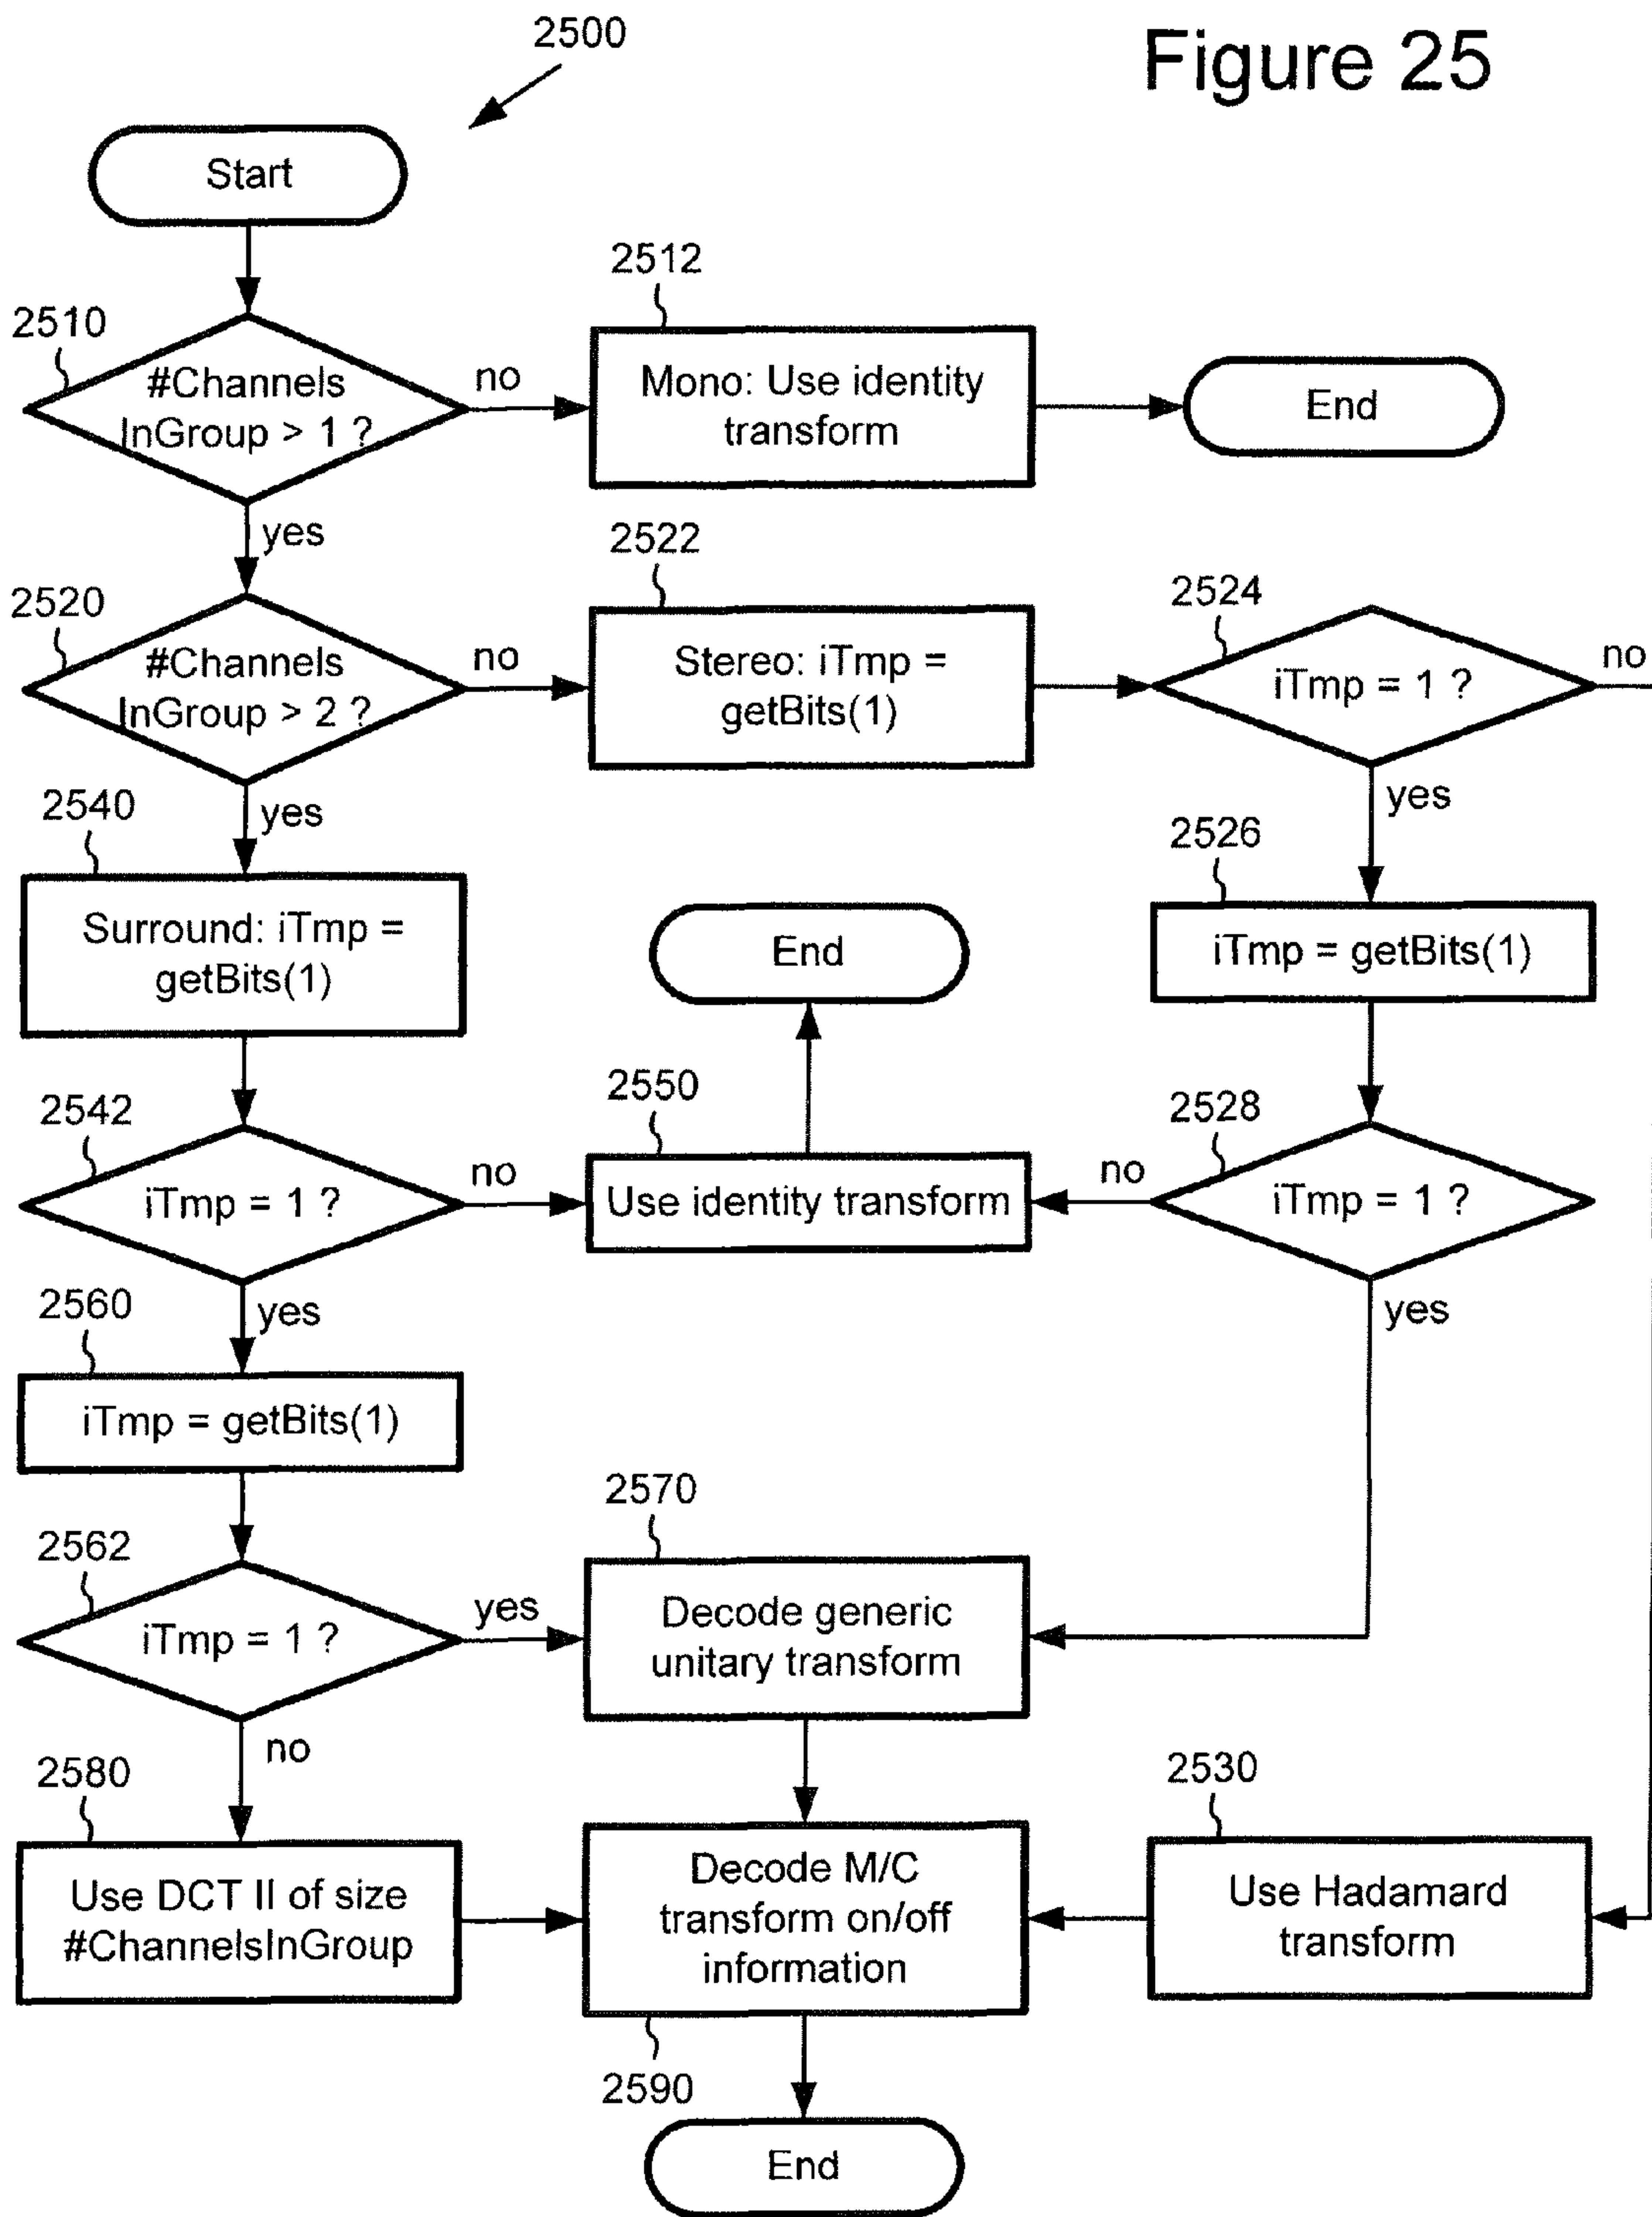 2500
Figure 25
Start
2512
2510
#Channels
InGroup > 1 ?
no
Mono: Use identity
transform
End
yes
2522
2520
2524
#Channels
InGroup > 2 ?
no
Stereo: iTmp =
getBits(1)
iTmp = 1 ?
no
2540
yes
yes
2526
Surround: iTmp =
getBits(1)
End
iTmp = getBits(1)
2542
2550
2528
iTmp = 1 ?
no
Use identity transform
no
iTmp = 1 ?
2560
yes
yes
iTmp = getBits(1)
2570
2562
iTmp = 1 ?
yes
Decode generic
unitary transform
no
2580
2530
Use DCT II of size
#ChannelsInGroup
Decode M/C
transform on/off
information
Use Hadamard
transform
2590
End